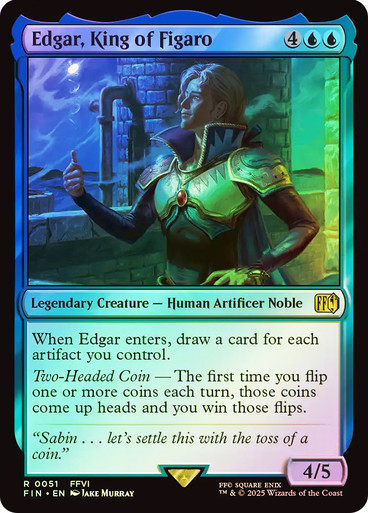 Edgar, King of Figaro 4
Legendary Creature — Human Artificer Noble
When Edgar enters, draw a card for each
artifact you control.
Two-Headed Coin — The first time you flip
one or more coins each turn, those coins
come up heads and you win those flips.
“Sabin . . . let’s settle this with the toss of a
coin.”
4/5
R 0051 FFVI
FIN • EN Jake Murray
FF© SQUARE ENIX
™ & © 2025 Wizards of the Coast